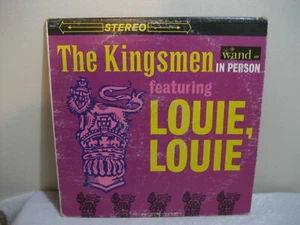 STEREO
The Kingsmen
wand
IN PERSON
featuring
LOUIE,
LOUIE